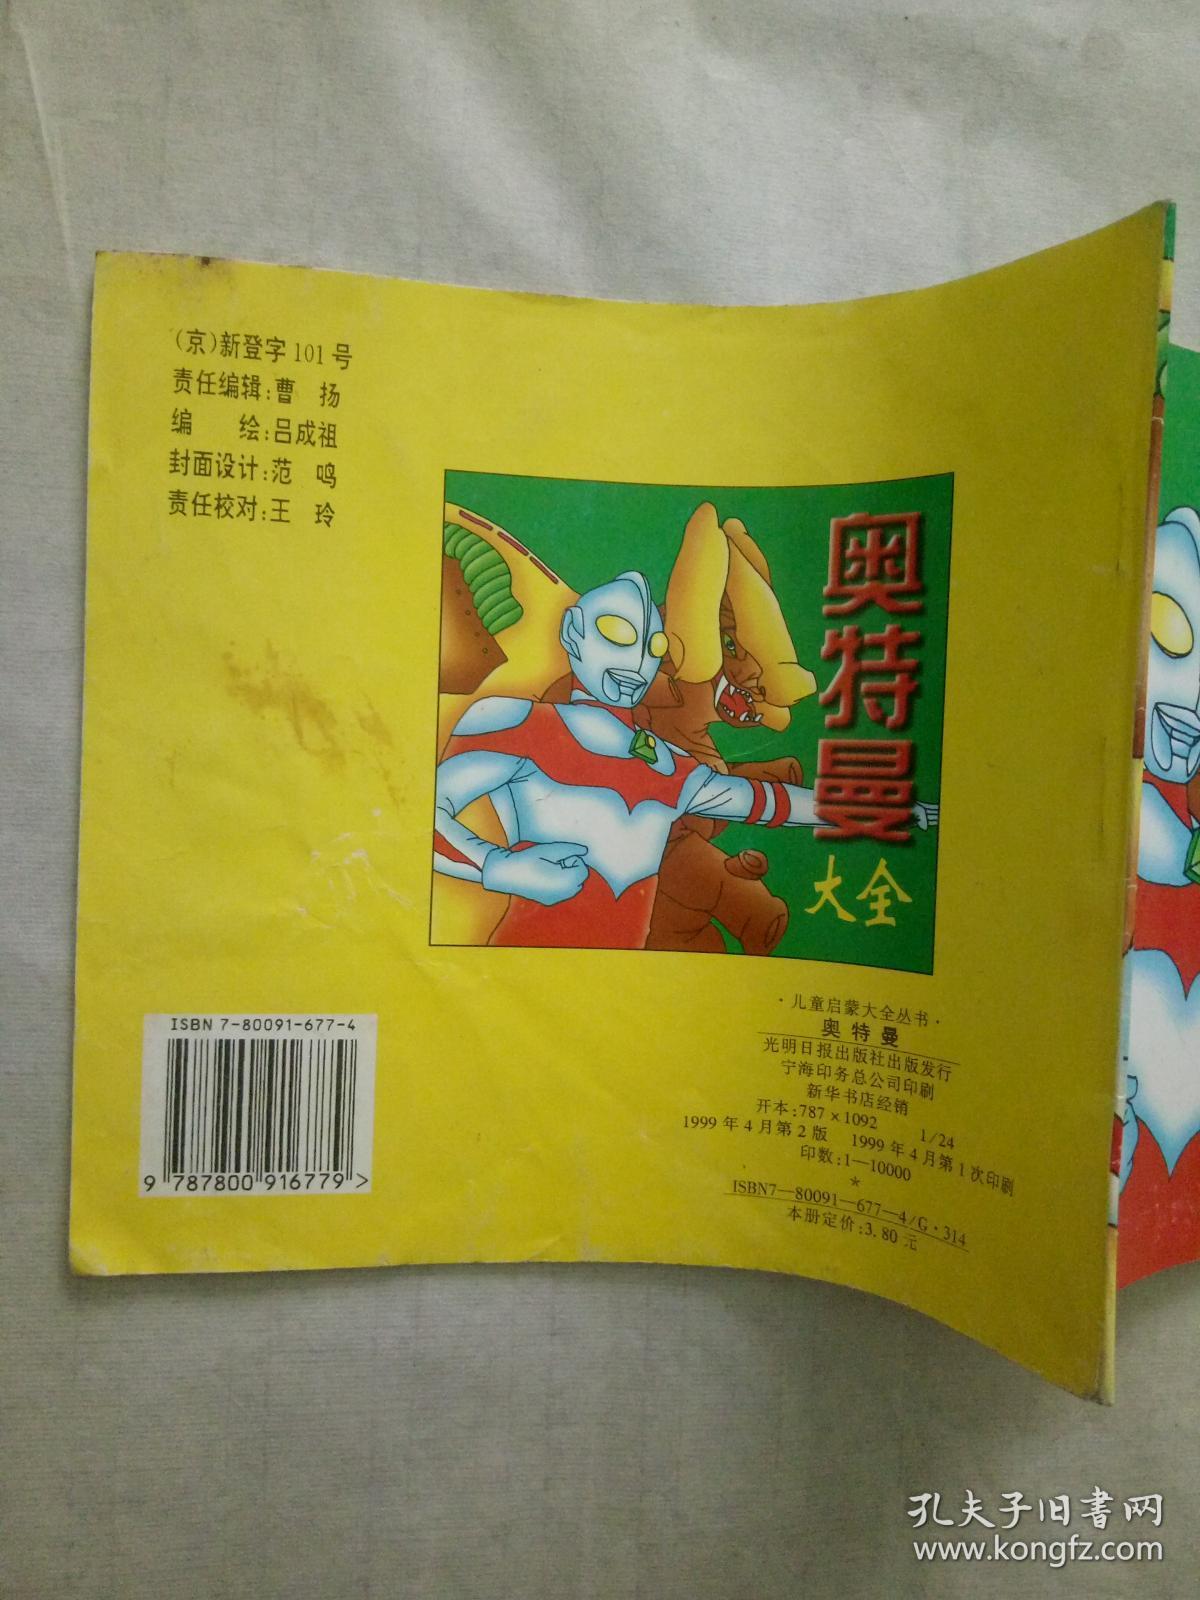 (京)新登字101号
责任编辑:曹 扬
编 绘:吕成祖
封面设计:范 鸣
责任校对:王 玲
奥特曼
大全
ISBN 7-80091-677-4
9 787800 916779 >
·儿童启蒙大全丛书·
奥特曼
光明日报出版社出版发行
宁海印务总公司印刷
新华书店经销
开本:787×1092 1/24
1999年4月第2版 1999年4月第1次印刷
印数:1—10000
*
ISBN7—80091—677—4/G·314
本册定价:3.80元
孔夫子旧书网
www.kongfz.com